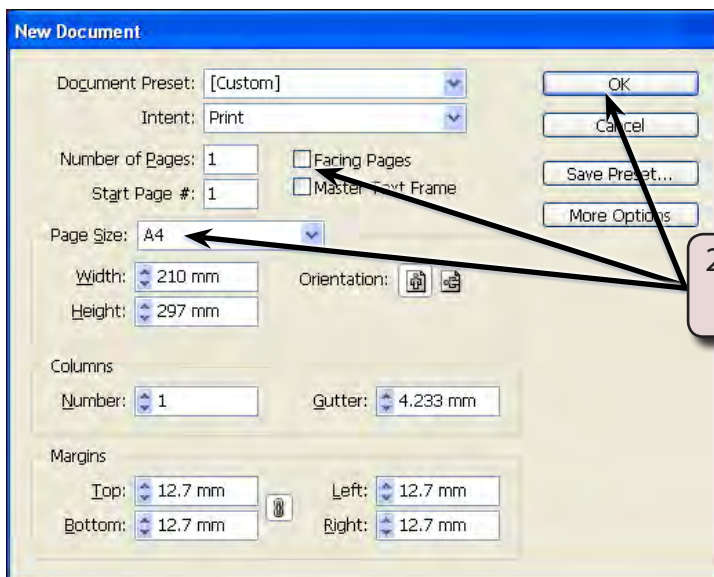 New Document
Document Preset: [Custom] OK
Intent: Print Cancel
Number of Pages: 1 Facing Pages
Start Page #: 1 Master Text Frame Save Preset...
Page Size: A4 More Options
Width: 210 mm Orientation:
Height: 297 mm
2
Columns
Number: 1 Gutter: 4.233 mm
Margins
Top: 12.7 mm Left: 12.7 mm
Bottom: 12.7 mm Right: 12.7 mm